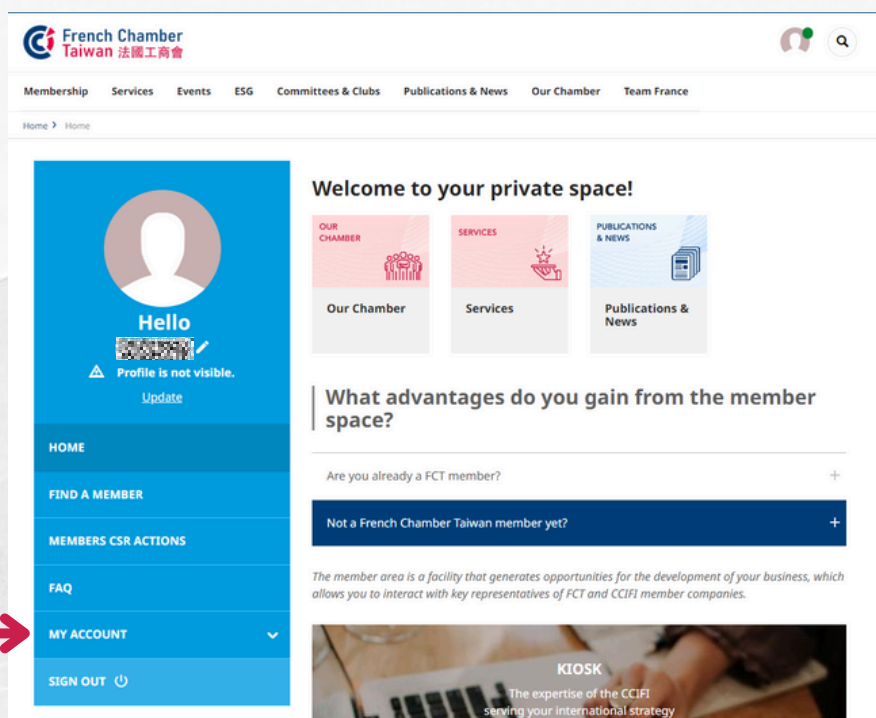 French Chamber
Taiwan 法國工商會
Membership Services Events ESG Committees & Clubs Publications & News Our Chamber Team France
Home > Home
Hello
Profile is not visible.
Update
HOME
FIND A MEMBER
MEMBERS CSR ACTIONS
FAQ
MY ACCOUNT
SIGN OUT
Welcome to your private space!
OUR
CHAMBER
Our Chamber
SERVICES
Services
PUBLICATIONS
& NEWS
Publications &
News
What advantages do you gain from the member
space?
Are you already a FCT member? +
Not a French Chamber Taiwan member yet? +
The member area is a facility that generates opportunities for the development of your business, which
allows you to interact with key representatives of FCT and CCIFI member companies.
KIOSK
The expertise of the CCIFI
serving your international strategy